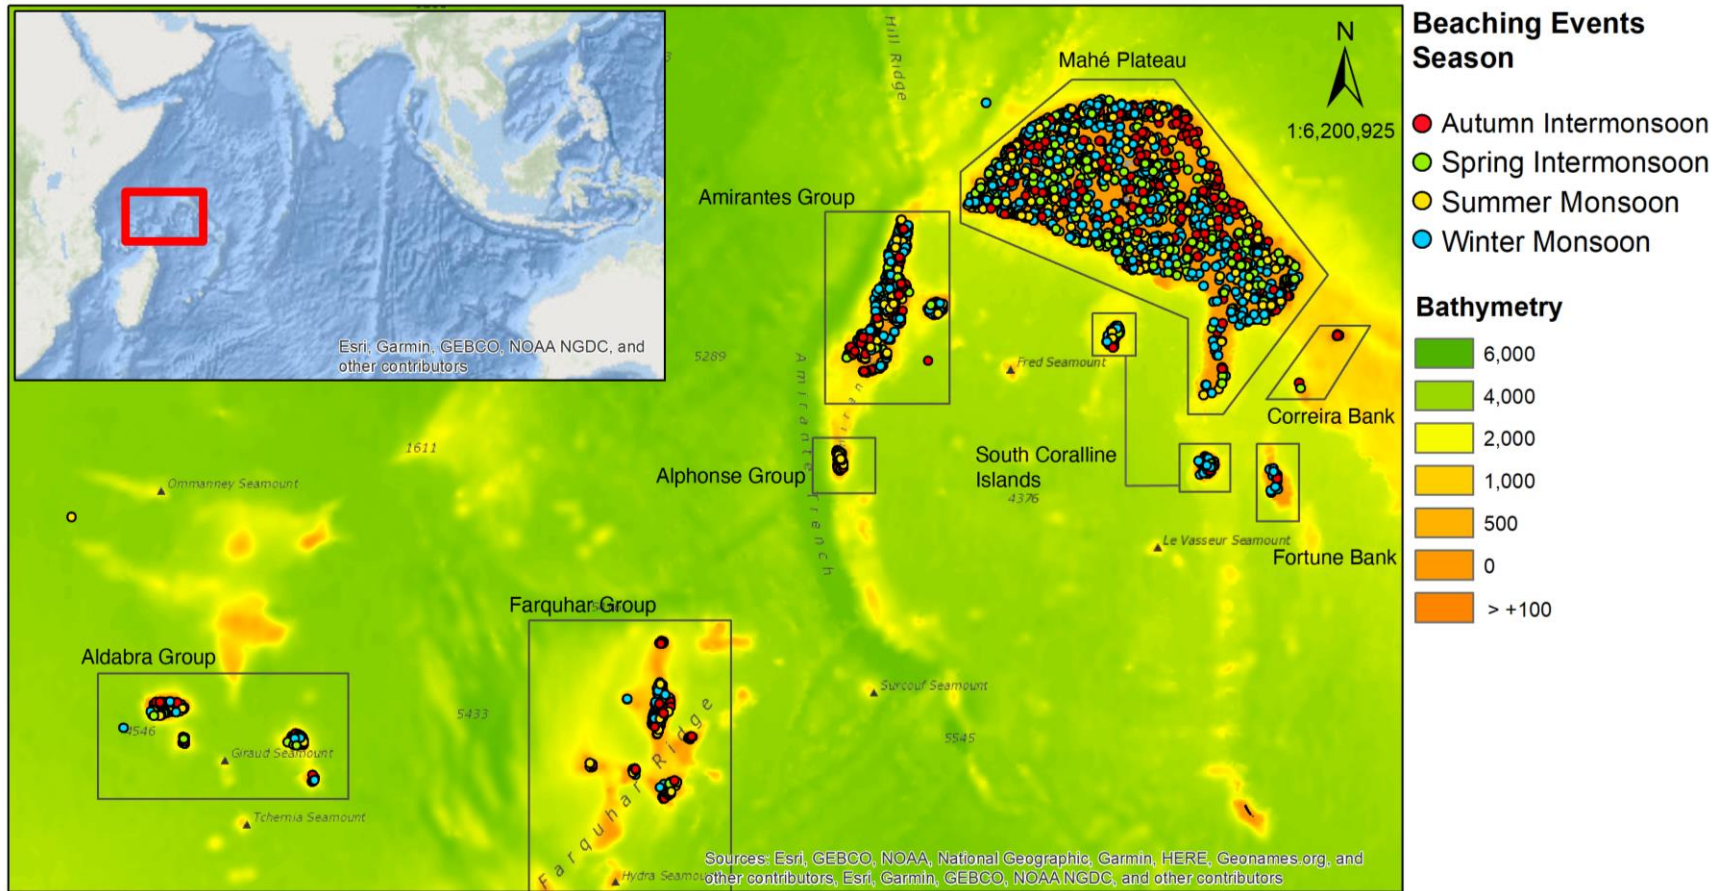 Esri, Garmin, GEBCO, NOAA NGDC, and
other contributors
Hill Ridge
Mahé Plateau
N
1:6,200,925
Amirantes Group
5289
Amirante Trench
Fred Seamount
Correira Bank
South Coralline
Islands
4376
Alphonse Group
1611
Ommanney Seamount
Le Vasseur Seamount
Fortune Bank
Farquhar Group
Aldabra Group
4546
Giraud Seamount
Tchernia Seamount
5433
Farquhar Ridge
Surcouf Seamount
5545
Hydra Seamou
Sources: Esri, GEBCO, NOAA, National Geographic, Garmin, HERE, Geonames.org, and
other contributors, Esri, Garmin, GEBCO, NOAA NGDC, and other contributors
Beaching Events
Season
Autumn Intermonsoon
Spring Intermonsoon
Summer Monsoon
Winter Monsoon
Bathymetry
6,000
4,000
2,000
1,000
500
0
> +100